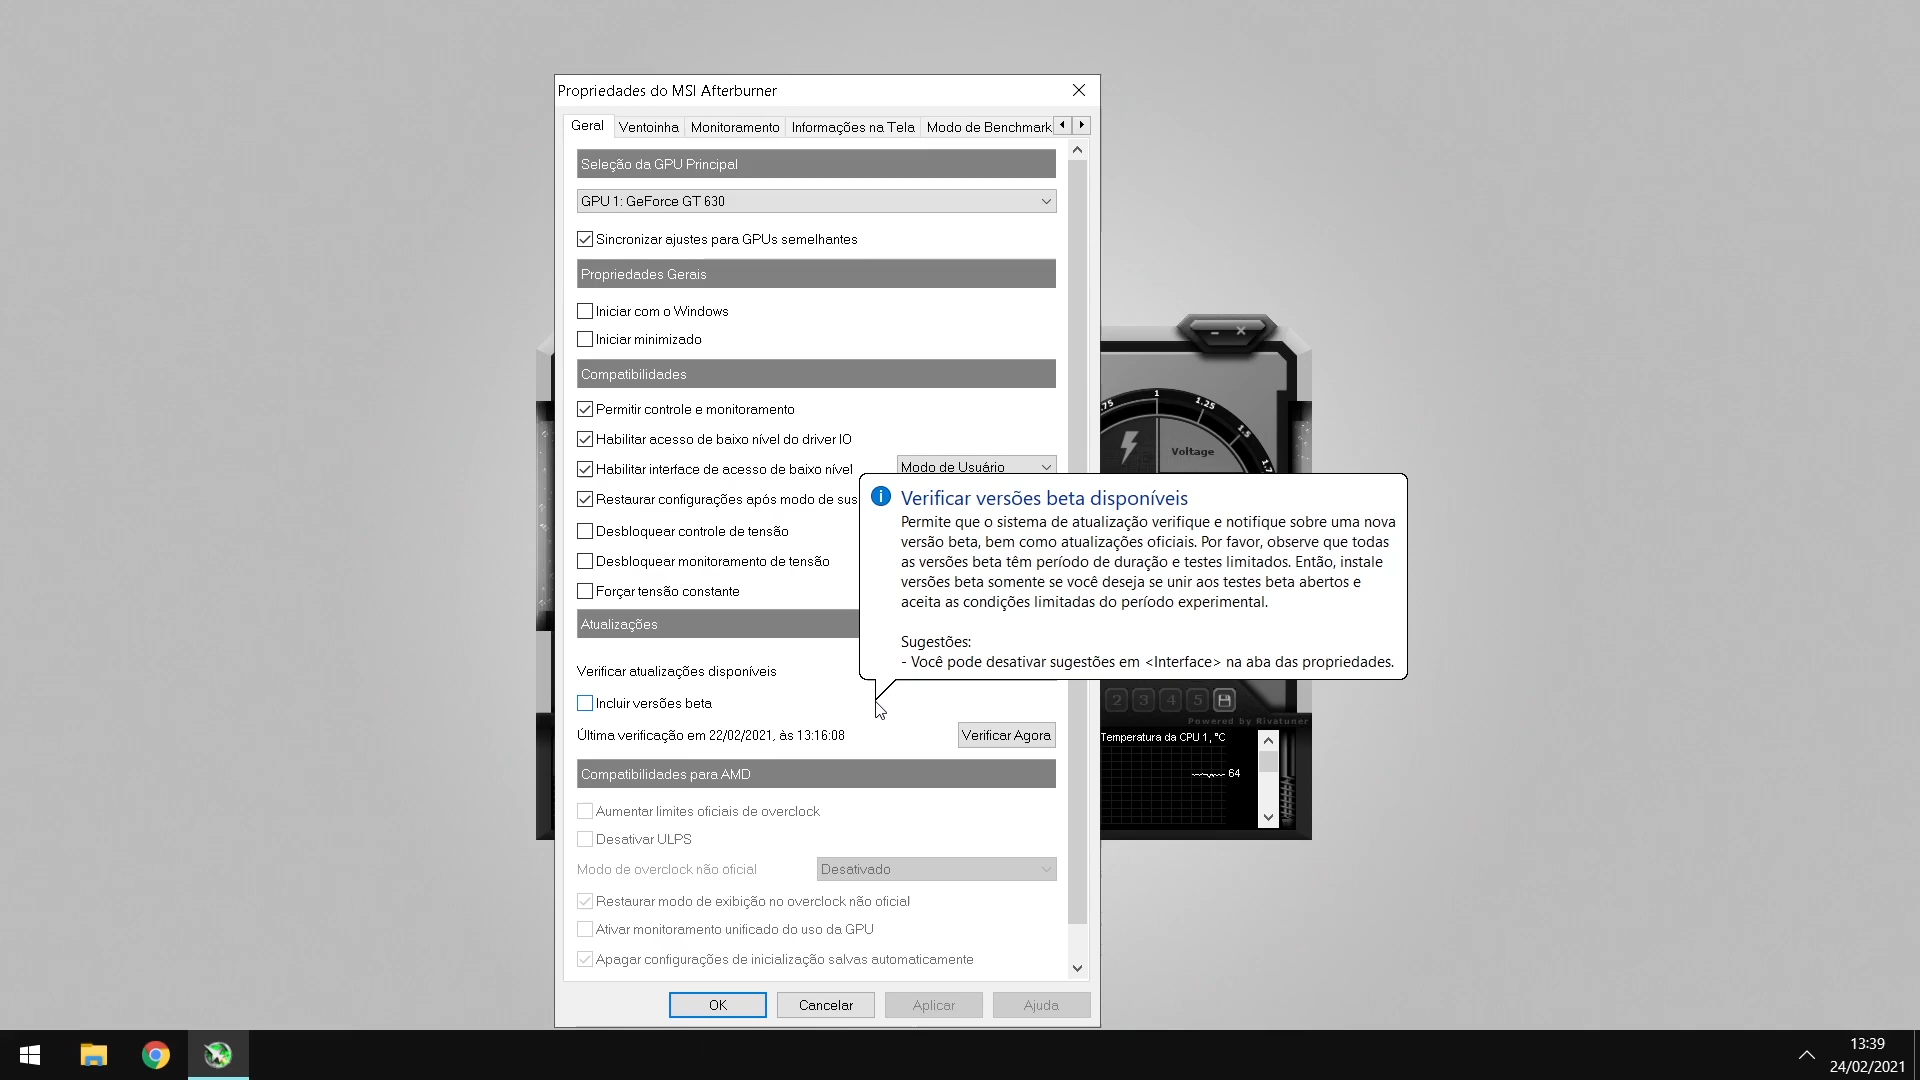 Propriedades do MSI Afterburner
Geral
Ventoinha
Monitoramento
Informações na Tela
Modo de Benchmark
Seleção da GPU Principal
GPU 1: GeForce GT 630
Sincronizar ajustes para GPUs semelhantes
Propriedades Gerais
Iniciar com o Windows
Iniciar minimizado
Compatibilidades
Permitir controle e monitoramento
Habilitar acesso de baixo nível do driver IO
Habilitar interface de acesso de baixo nível
Modo de Usuário
Restaurar configurações após modo de sus
Desbloquear controle de tensão
Desbloquear monitoramento de tensão
Forçar tensão constante
Atualizações
Verificar atualizações disponíveis
Incluir versões beta
Última verificação em 22/02/2021, às 13:16:08
Verificar Agora
Compatibilidades para AMD
Aumentar limites oficiais de overclock
Desativar ULPS
Modo de overclock não oficial
Desativado
Restaurar modo de exibição no overclock não oficial
Ativar monitoramento unificado do uso da GPU
Apagar configurações de inicialização salvas automaticamente
OK
Cancelar
Aplicar
Ajuda
Verificar versões beta disponíveis
Permite que o sistema de atualização verifique e notifique sobre uma nova
versão beta, bem como atualizações oficiais. Por favor, observe que todas
as versões beta têm período de duração e testes limitados. Então, instale
versões beta somente se você deseja se unir aos testes beta abertos e
aceita as condições limitadas do período experimental.
Sugestões:
- Você pode desativar sugestões em <Interface> na aba das propriedades.
.75
1
1.25
1.5
1.7
Voltage
2
3
4
5
Powered by Rivatuner
Temperatura da CPU 1, °C
64
13:39
24/02/2021